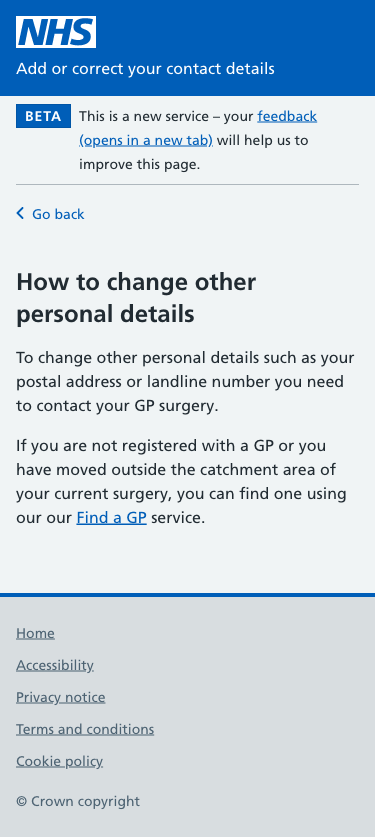 NHS
Add or correct your contact details
BETA This is a new service – your feedback
(opens in a new tab) will help us to
improve this page.
Go back
How to change other
personal details
To change other personal details such as your
postal address or landline number you need
to contact your GP surgery.
If you are not registered with a GP or you
have moved outside the catchment area of
your current surgery, you can find one using
our our Find a GP service.
Home
Accessibility
Privacy notice
Terms and conditions
Cookie policy
© Crown copyright